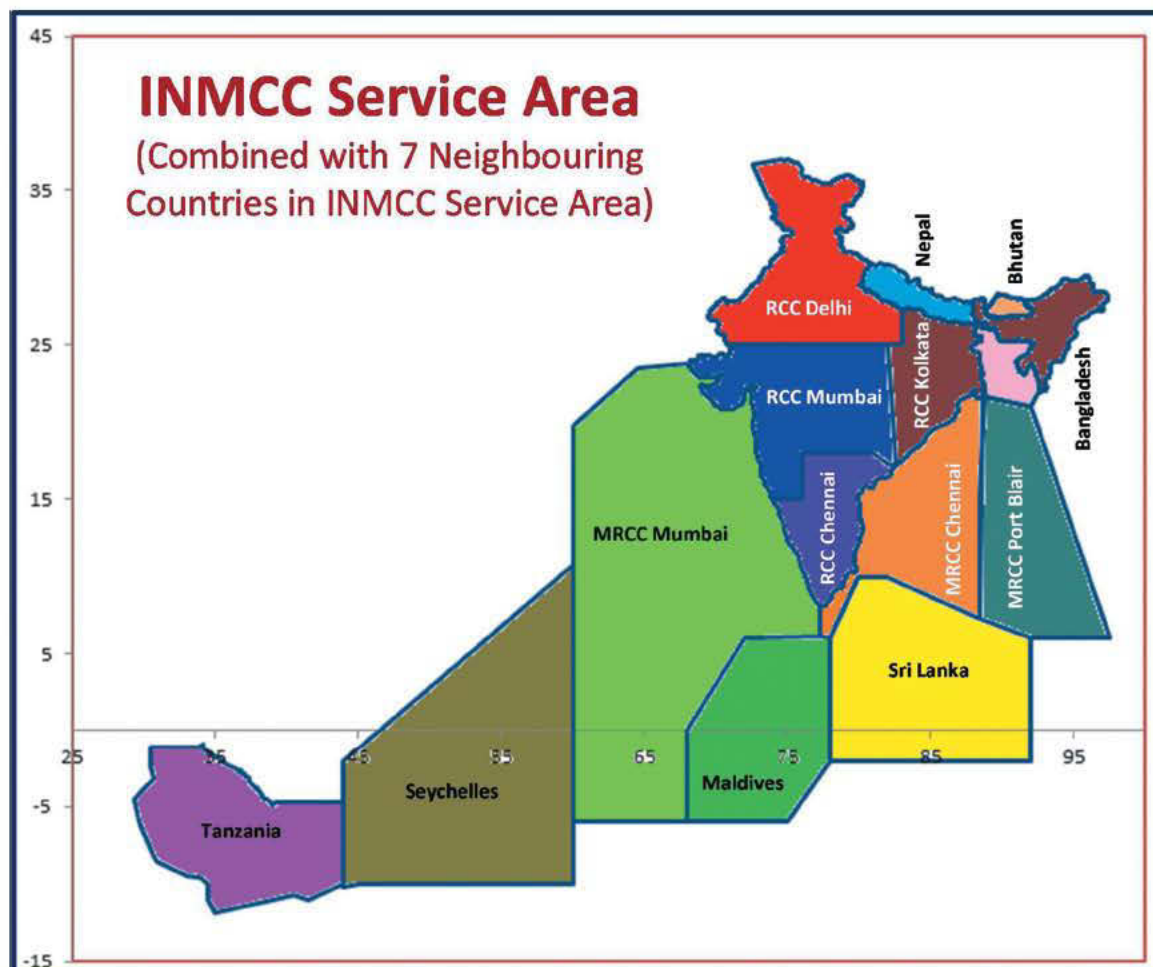 45
INMCC Service Area
(Combined with 7 Neighbouring
Countries in INMCC Service Area)
35
Nepal
Bhutan
RCC Delhi
25
RCC Kolkata
Bangladesh
RCC Mumbai
15
MRCC Mumbai
RCC Chennai
MRCC Chennai
MRCC Port Blair
5
Sri Lanka
25
35
45
55
65
75
85
95
Maldives
Seychelles
-5
Tanzania
-15